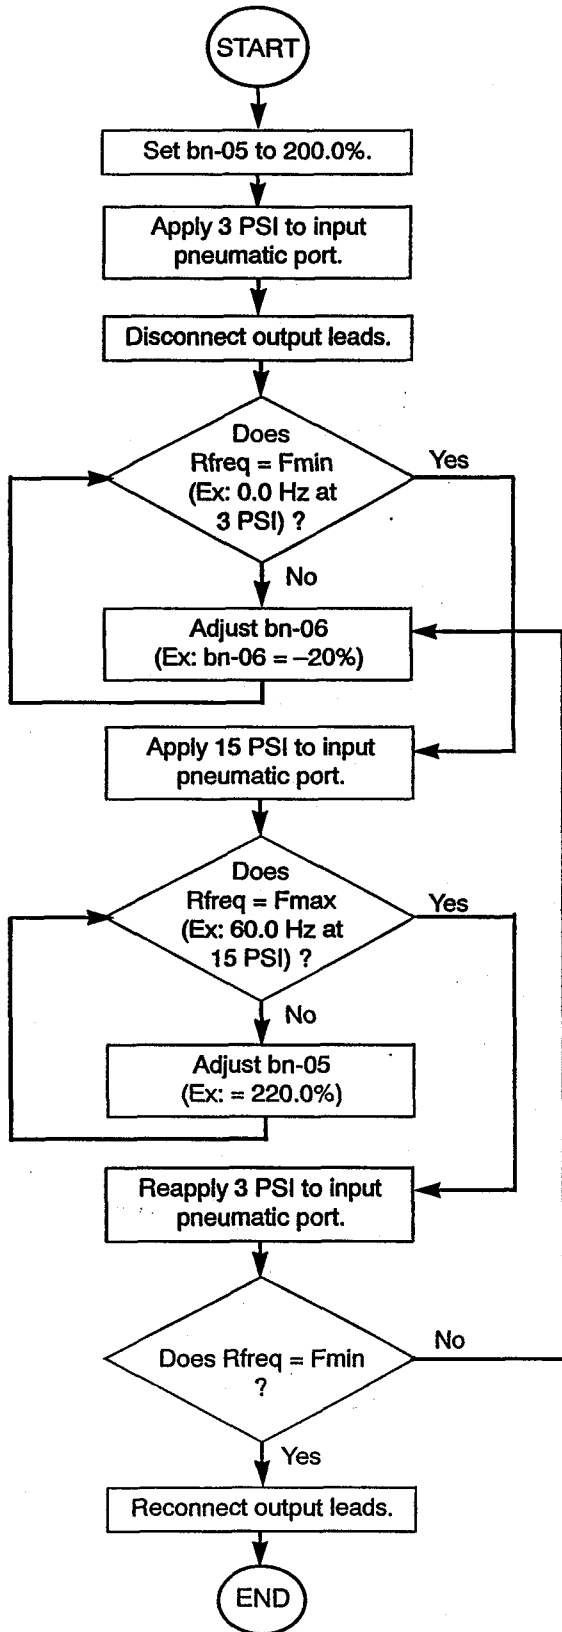 START
Set bn-05 to 200.0%.
Apply 3 PSI to input
pneumatic port.
Disconnect output leads.
Does
Rfreq = Fmin
(Ex: 0.0 Hz at
3 PSI) ?
Yes
No
Adjust bn-06
(Ex: bn-06 = –20%)
Apply 15 PSI to input
pneumatic port.
Does
Rfreq = Fmax
(Ex: 60.0 Hz at
15 PSI) ?
Yes
No
Adjust bn-05
(Ex: = 220.0%)
Reapply 3 PSI to input
pneumatic port.
Does Rfreq = Fmin
?
No
Yes
Reconnect output leads.
END